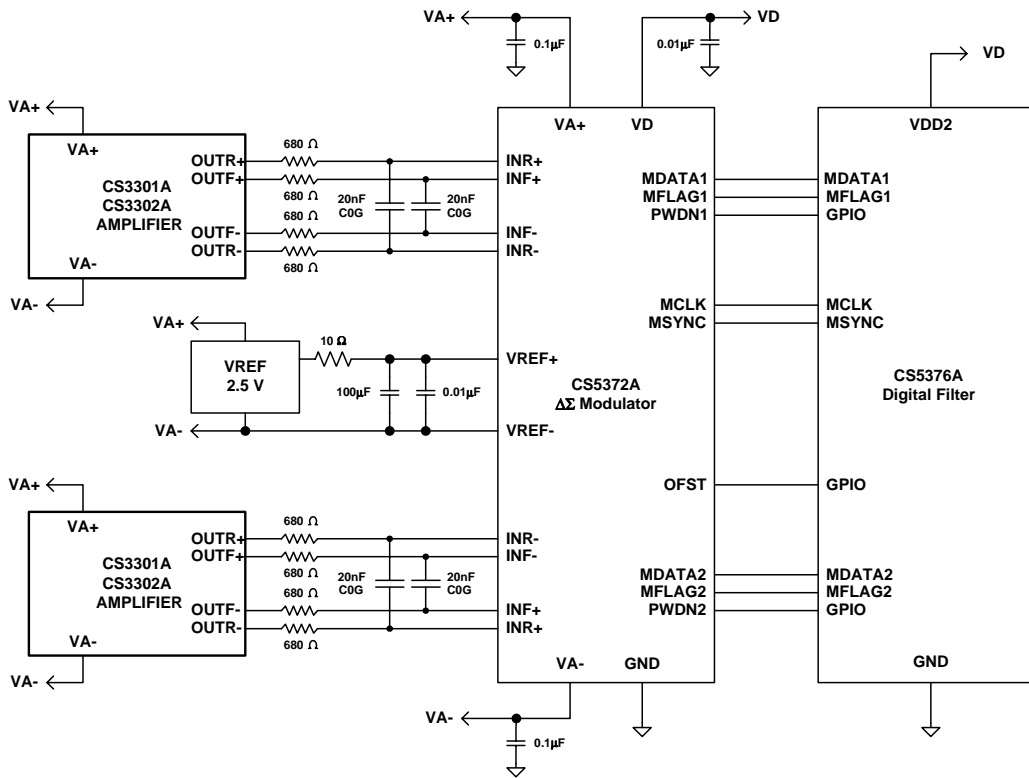 VA+
0.1µF
0.01µF
VD
VD
VA+
VA+
CS3301A
CS3302A
AMPLIFIER
VA-
VA-
OUTR+
OUTF+
OUTF-
OUTR-
680 Ω
680 Ω
680 Ω
680 Ω
20nF
C0G
20nF
C0G
VA+
VREF
2.5 V
VA-
10 Ω
100µF
0.01µF
VA+
VA+
CS3301A
CS3302A
AMPLIFIER
VA-
VA-
OUTR+
OUTF+
OUTF-
OUTR-
680 Ω
680 Ω
680 Ω
680 Ω
20nF
C0G
20nF
C0G
VA+
VD
INR+
INF+
INF-
INR-
VREF+
VREF-
CS5372A
ΔΣ Modulator
INR-
INF-
INF+
INR+
VA-
GND
MDATA1
MFLAG1
PWDN1
MCLK
MSYNC
OFST
MDATA2
MFLAG2
PWDN2
VDD2
MDATA1
MFLAG1
GPIO
MCLK
MSYNC
CS5376A
Digital Filter
GPIO
MDATA2
MFLAG2
GPIO
GND
VA-
0.1µF